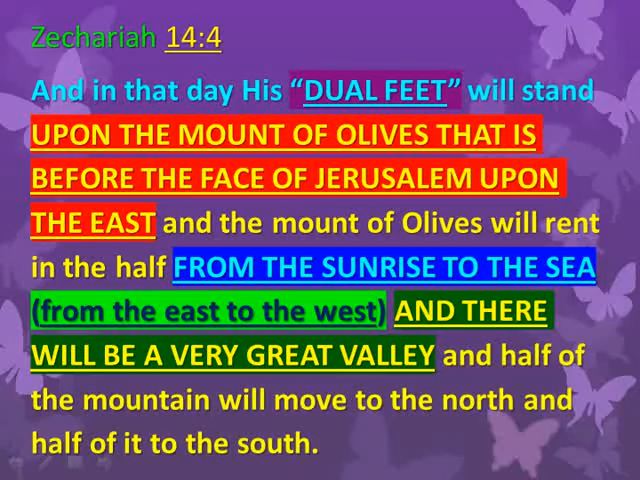 Zechariah 14:4
And in that day His “DUAL FEET” will stand
UPON THE MOUNT OF OLIVES THAT IS
BEFORE THE FACE OF JERUSALEM UPON
THE EAST and the mount of Olives will rent
in the half FROM THE SUNRISE TO THE SEA
(from the east to the west) AND THERE
WILL BE A VERY GREAT VALLEY and half of
the mountain will move to the north and
half of it to the south.